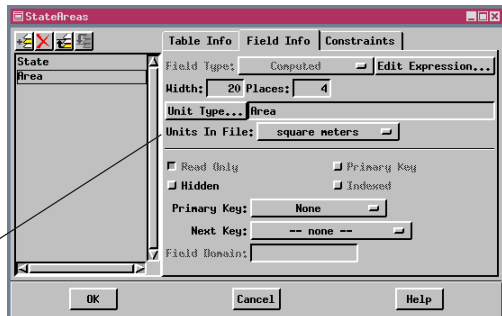 StateAreas
Table Info Field Info Constraints
State
Area
Field Type: Computed Edit Expression...
Width: 20 Places: 4
Unit Type... Area
Units In File: square meters
Read Only Primary Key
Hidden Indexed
Primary Key: None
Next Key: -- none --
Field Domain:
OK Cancel Help